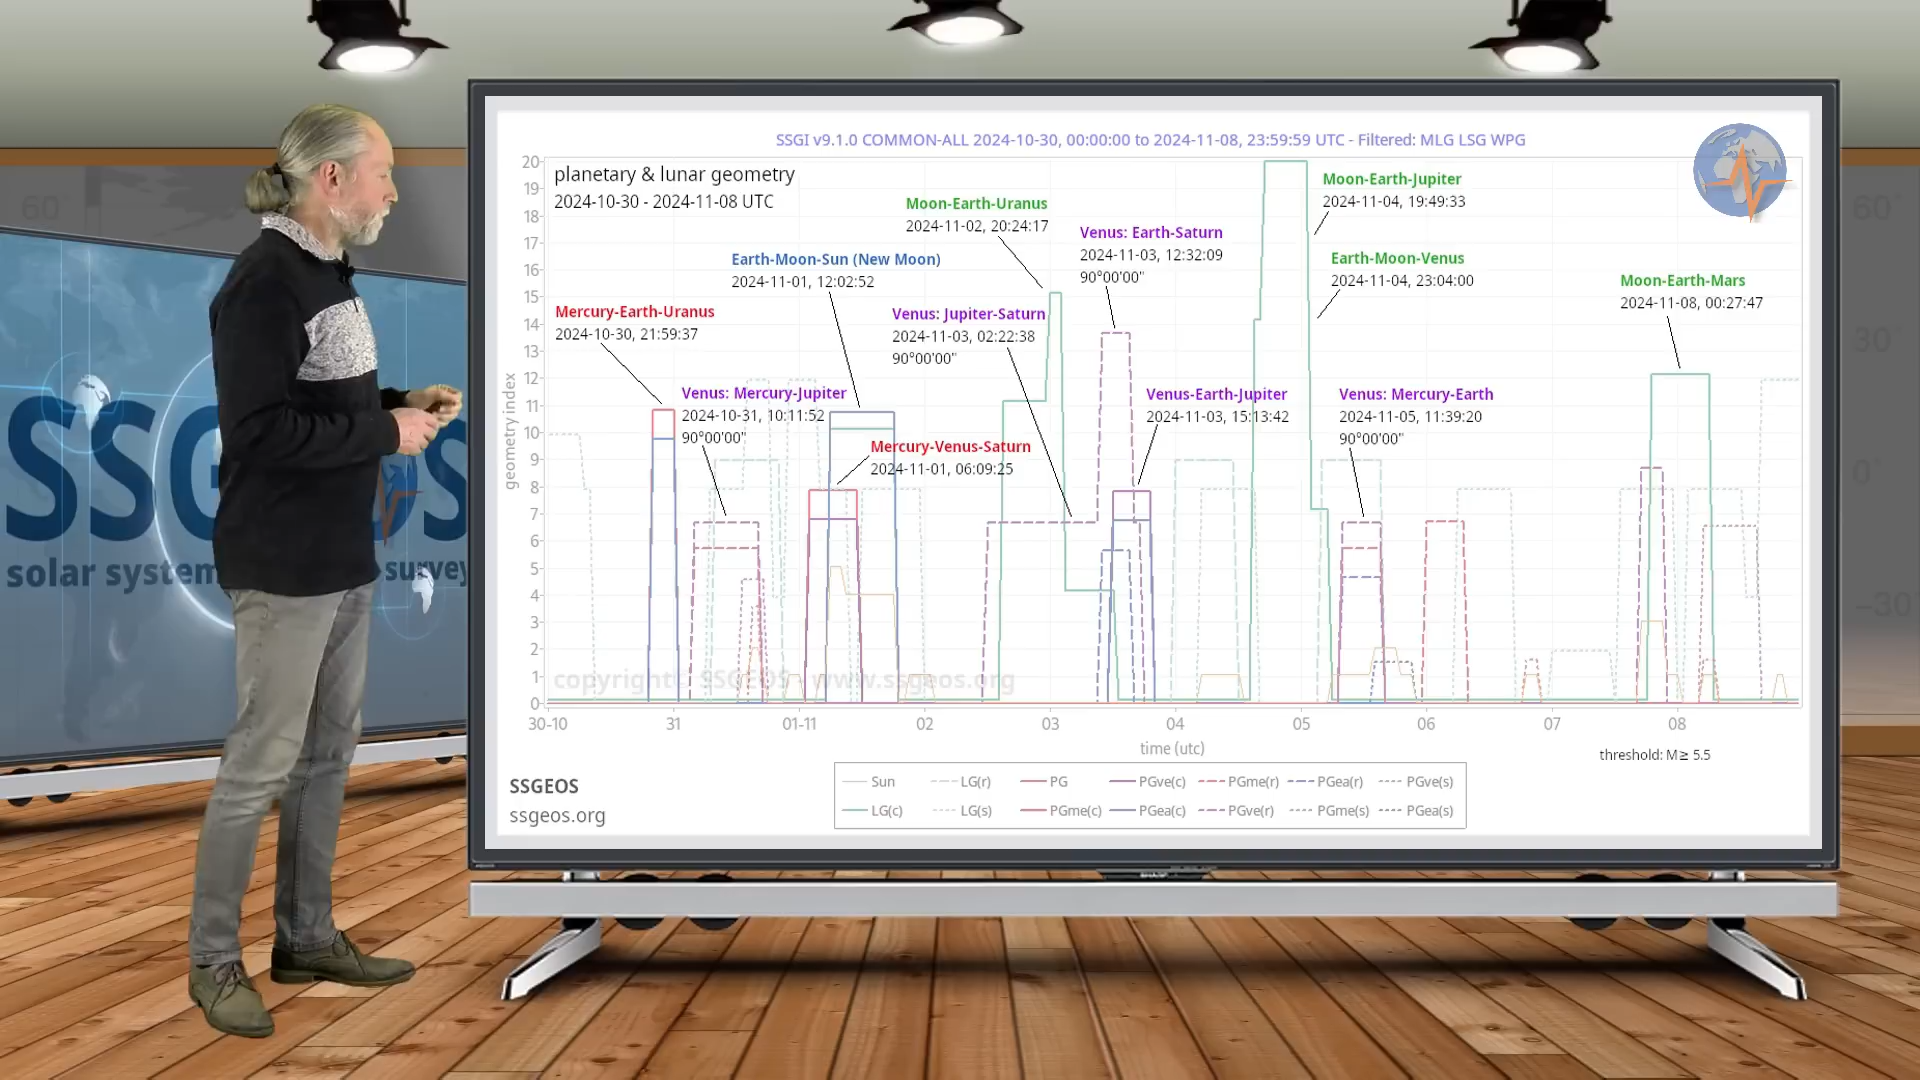 SSGI v9.1.0 COMMON-ALL 2024-10-30, 00:00:00 to 2024-11-08, 23:59:59 UTC - Filtered: MLG LSG WPG
planetary & lunar geometry
2024-10-30 - 2024-11-08 UTC
Moon-Earth-Jupiter
2024-11-04, 19:49:33
Moon-Earth-Uranus
2024-11-02, 20:24:17
Venus: Earth-Saturn
2024-11-03, 12:32:09
90°00'00"
Earth-Moon-Sun (New Moon)
2024-11-01, 12:02:52
Earth-Moon-Venus
2024-11-04, 23:04:00
Moon-Earth-Mars
2024-11-08, 00:27:47
Mercury-Earth-Uranus
2024-10-30, 21:59:37
Venus: Jupiter-Saturn
2024-11-03, 02:22:38
90°00'00"
Venus: Mercury-Jupiter
2024-10-31, 10:11:52
90°00'00"
Venus-Earth-Jupiter
2024-11-03, 15:13:42
Venus: Mercury-Earth
2024-11-05, 11:39:20
90°00'00"
Mercury-Venus-Saturn
2024-11-01, 06:09:25
20
19
18
17
16
15
14
13
12
11
10
9
8
7
6
5
4
3
2
1
0
geometry index
copyright© SSGEOS www.ssgeos.org
30-10 31 01-11 02 03 04 05 06 07 08
time (utc)
threshold: M≥ 5.5
Sun LG(r) PG PGve(c) PGme(r) PGea(r) PGve(s)
LG(c) LG(s) PGme(c) PGea(c) PGve(r) PGme(s) PGea(s)
SSGEOS
ssgeos.org
60°
60°
30°
0°
-30°
solar system
survey